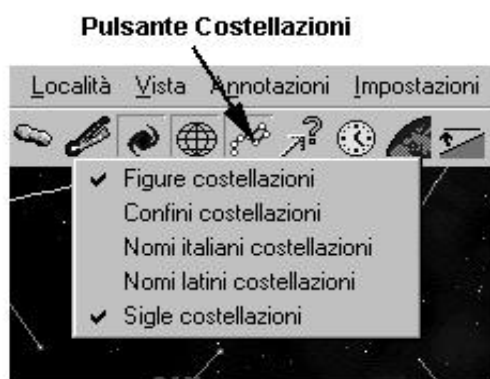 Pulsante Costellazioni
Località Vista Annotazioni Impostazioni
?
Figure costellazioni
Confini costellazioni
Nomi italiani costellazioni
Nomi latini costellazioni
Sigle costellazioni